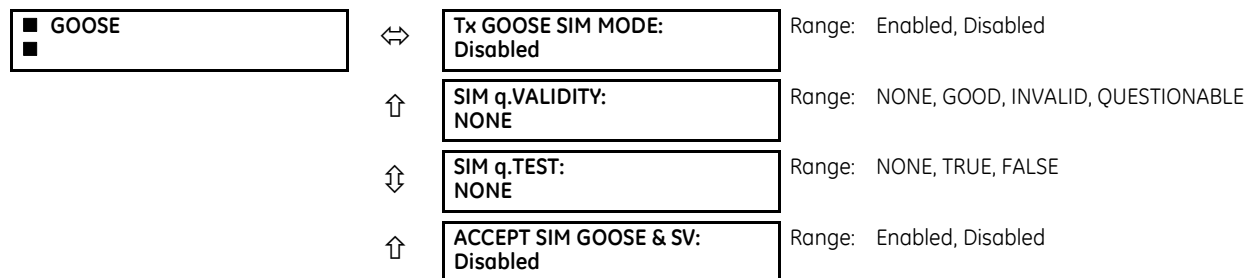 ■ GOOSE
■
⇔
Tx GOOSE SIM MODE:
Disabled
Range: Enabled, Disabled
⇧
SIM q.VALIDITY:
NONE
Range: NONE, GOOD, INVALID, QUESTIONABLE
⇕
SIM q.TEST:
NONE
Range: NONE, TRUE, FALSE
⇧
ACCEPT SIM GOOSE & SV:
Disabled
Range: Enabled, Disabled